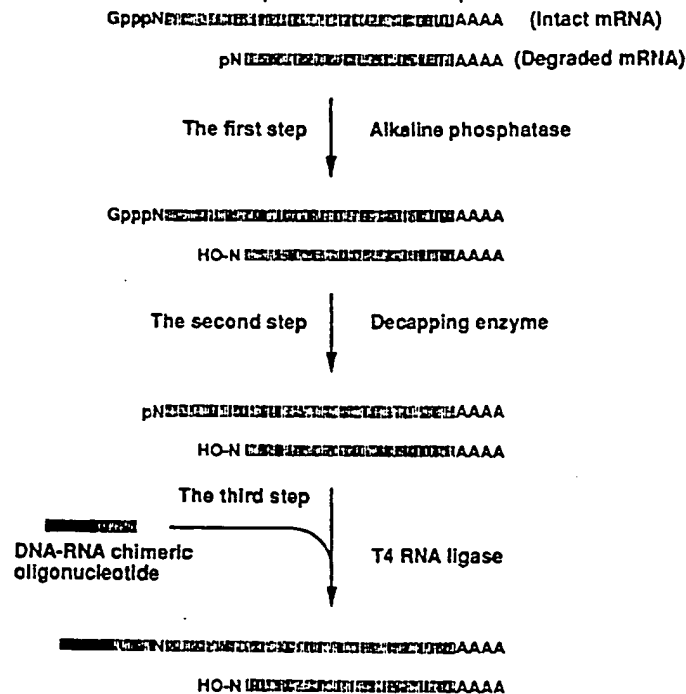 GpppN AAAA (Intact mRNA)
pN AAAA (Degraded mRNA)
The first step Alkaline phosphatase
GpppN AAAA
HO-N AAAA
The second step Decapping enzyme
pN AAAA
HO-N AAAA
The third step
DNA-RNA chimeric
oligonucleotide
T4 RNA ligase
N AAAA
HO-N AAAA